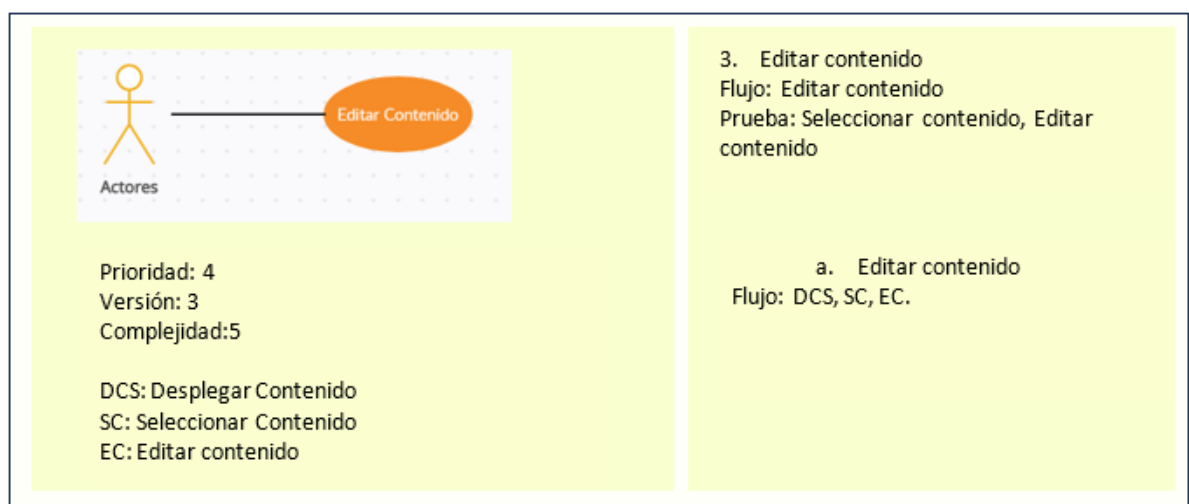 Editar Contenido
Actores
Prioridad: 4
Versión: 3
Complejidad:5
DCS: Desplegar Contenido
SC: Seleccionar Contenido
EC: Editar contenido
3. Editar contenido
Flujo: Editar contenido
Prueba: Seleccionar contenido, Editar
contenido
a. Editar contenido
Flujo: DCS, SC, EC.